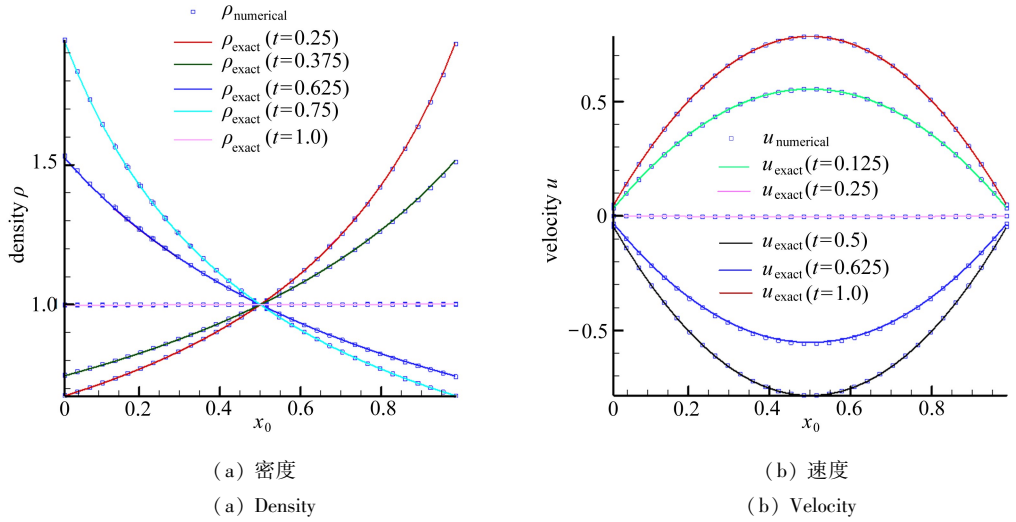 ρnumerical
ρexact (t=0.25)
ρexact (t=0.375)
ρexact (t=0.625)
ρexact (t=0.75)
ρexact (t=1.0)
density ρ
1.5
1.0
0 0.2 0.4 0.6 0.8
x0
(a) 密度
(a) Density
unumerical
uexact (t=0.125)
uexact (t=0.25)
uexact (t=0.5)
uexact (t=0.625)
uexact (t=1.0)
velocity u
0.5
0
−0.5
0 0.2 0.4 0.6 0.8
x0
(b) 速度
(b) Velocity